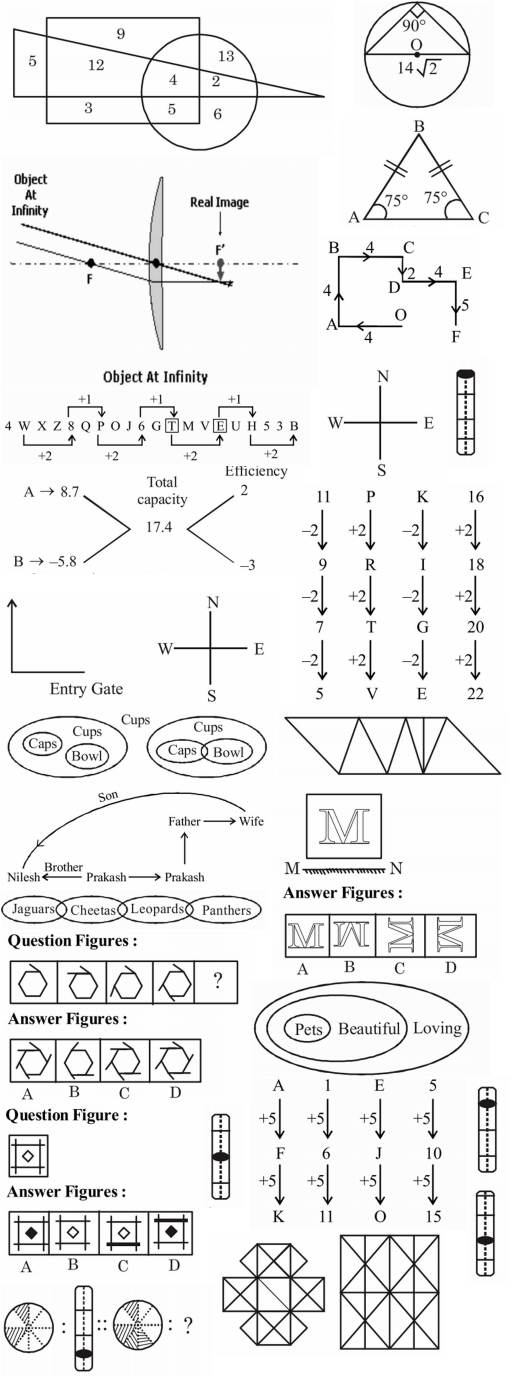 9
5
12
13
4
2
3
5
6
90°
O
14√2
B
75° 75°
A C
Object
At
Infinity
Real Image
F'
F
Object At Infinity
B 4 C
2 4 E
D
4
5
O
A
4 F
+1 +1 +1
4 W X Z 8 Q P O J 6 G T M V E U H 5 3 B
+2 +2 +2 +2
N
W E
S
Efficiency
A → 8.7
Total
capacity
2
17.4
B → –5.8
–3
11 P K 16
–2 +2 –2 +2
9 R I 18
–2 +2 –2 +2
7 T G 20
–2 +2 –2 +2
5 V E 22
Entry Gate
N
W E
S
Cups
Cups
Caps
Bowl
Cups
Caps Bowl
Son
Father Wife
Brother
Nilesh Prakash Prakash
Jaguars Cheetas Leopards Panthers
M
M N
Answer Figures :
M M M M
A B C D
Question Figures :
?
Answer Figures :
A B C D
Pets Beautiful Loving
Question Figure :
Answer Figures :
A B C D
A 1 E 5
+5 +5 +5 +5
F 6 J 10
+5 +5 +5 +5
K 11 O 15
: :: : ?